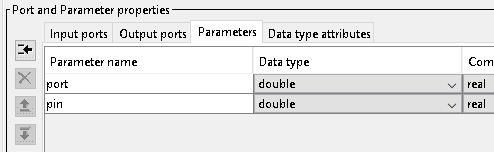 Port and Parameter properties
Input ports Output ports Parameters Data type attributes
Parameter name Data type Com
port double real
pin double real